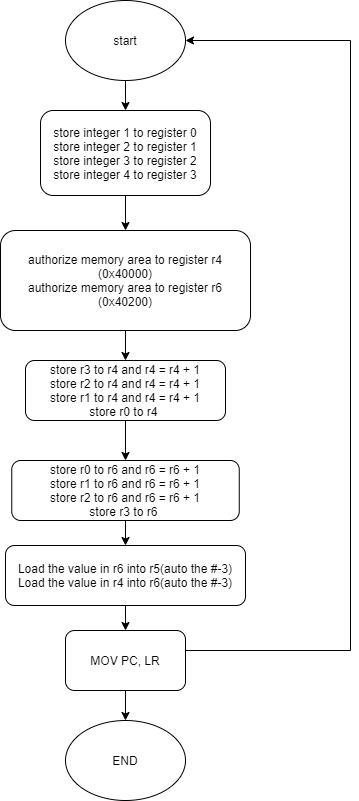 start
store integer 1 to register 0
store integer 2 to register 1
store integer 3 to register 2
store integer 4 to register 3
authorize memory area to register r4
(0x40000)
authorize memory area to register r6
(0x40200)
store r3 to r4 and r4 = r4 + 1
store r2 to r4 and r4 = r4 + 1
store r1 to r4 and r4 = r4 + 1
store r0 to r4
store r0 to r6 and r6 = r6 + 1
store r1 to r6 and r6 = r6 + 1
store r2 to r6 and r6 = r6 + 1
store r3 to r6
Load the value in r6 into r5(auto the #-3)
Load the value in r4 into r6(auto the #-3)
MOV PC, LR
END